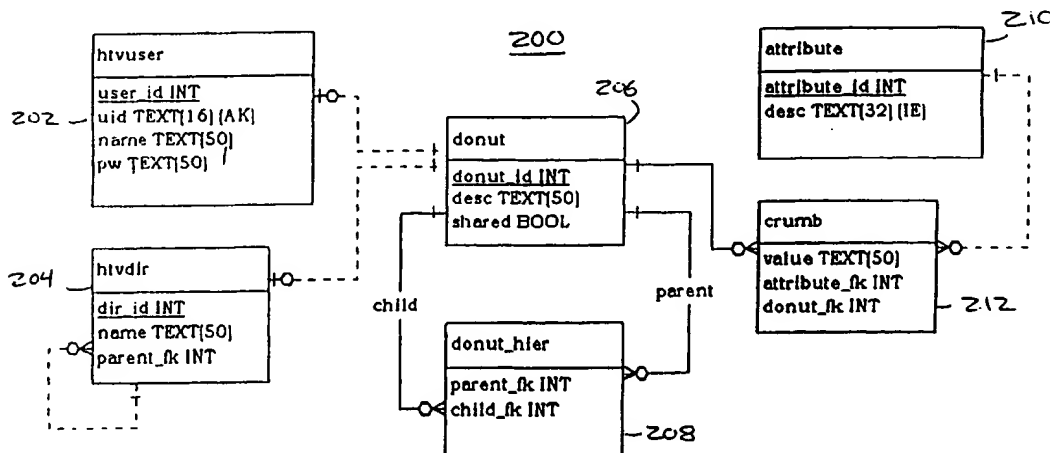 200
210
202
htvuser
user_id INT
uid TEXT[16] [AK]
name TEXT[50]
pw TEXT[50]
206
donut
donut_id INT
desc TEXT[50]
shared BOOL
attribute
attribute_id INT
desc TEXT[32] [IE]
204
htvdir
dir_id INT
name TEXT[50]
parent_fk INT
child
parent
crumb
value TEXT[50]
attribute_fk INT
donut_fk INT
212
donut_hier
parent_fk INT
child_fk INT
208